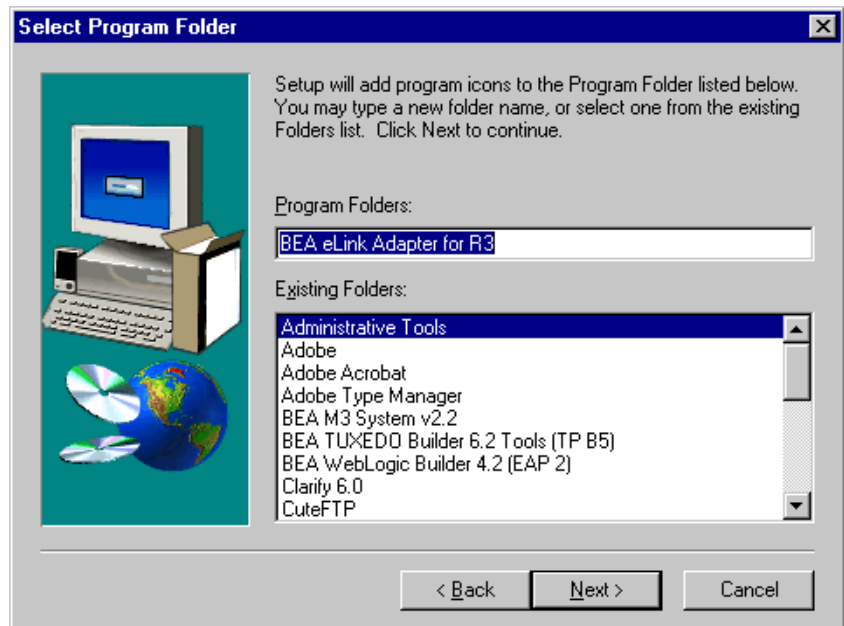 Select Program Folder
Setup will add program icons to the Program Folder listed below.
You may type a new folder name, or select one from the existing
Folders list. Click Next to continue.
Program Folders:
BEA eLink Adapter for R3
Existing Folders:
Administrative Tools
Adobe
Adobe Acrobat
Adobe Type Manager
BEA M3 System v2.2
BEA TUXEDO Builder 6.2 Tools (TP B5)
BEA WebLogic Builder 4.2 (EAP 2)
Clarify 6.0
CuteFTP
< Back
Next >
Cancel